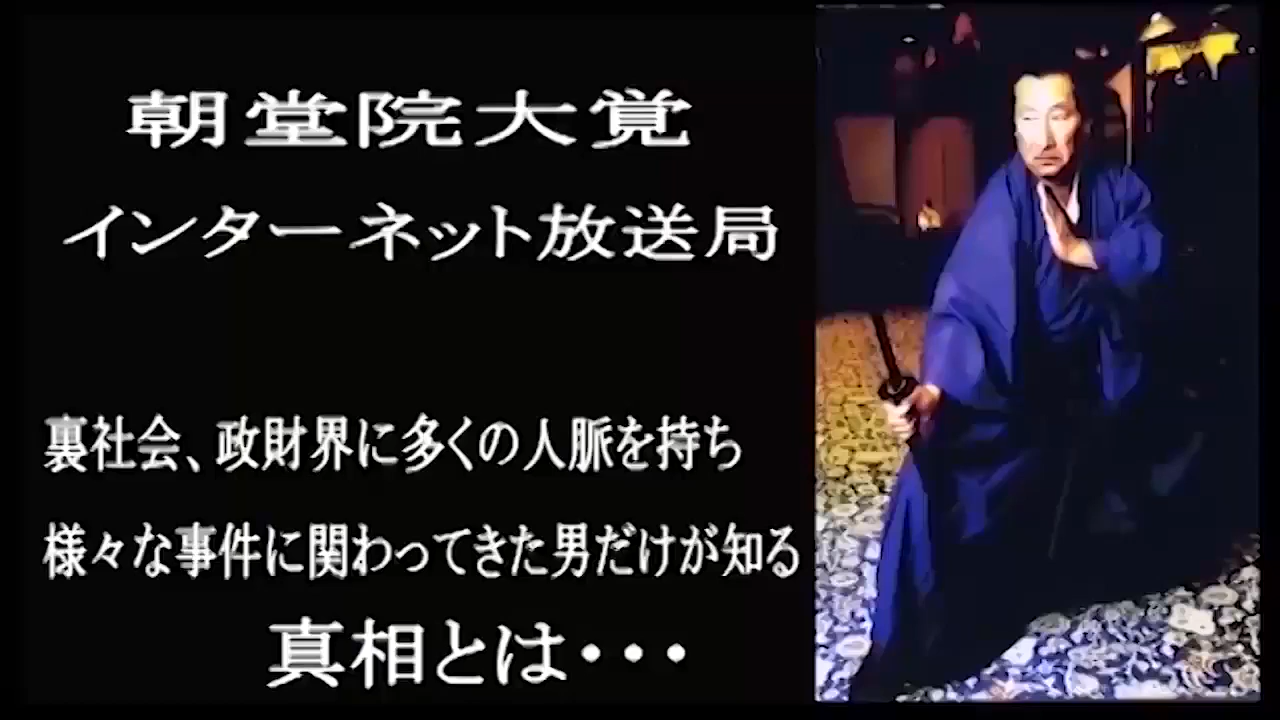 朝堂院大覚
インターネット放送局
裏社会、政財界に多くの人脈を持ち
様々な事件に関わってきた男だけが知る
真相とは・・・